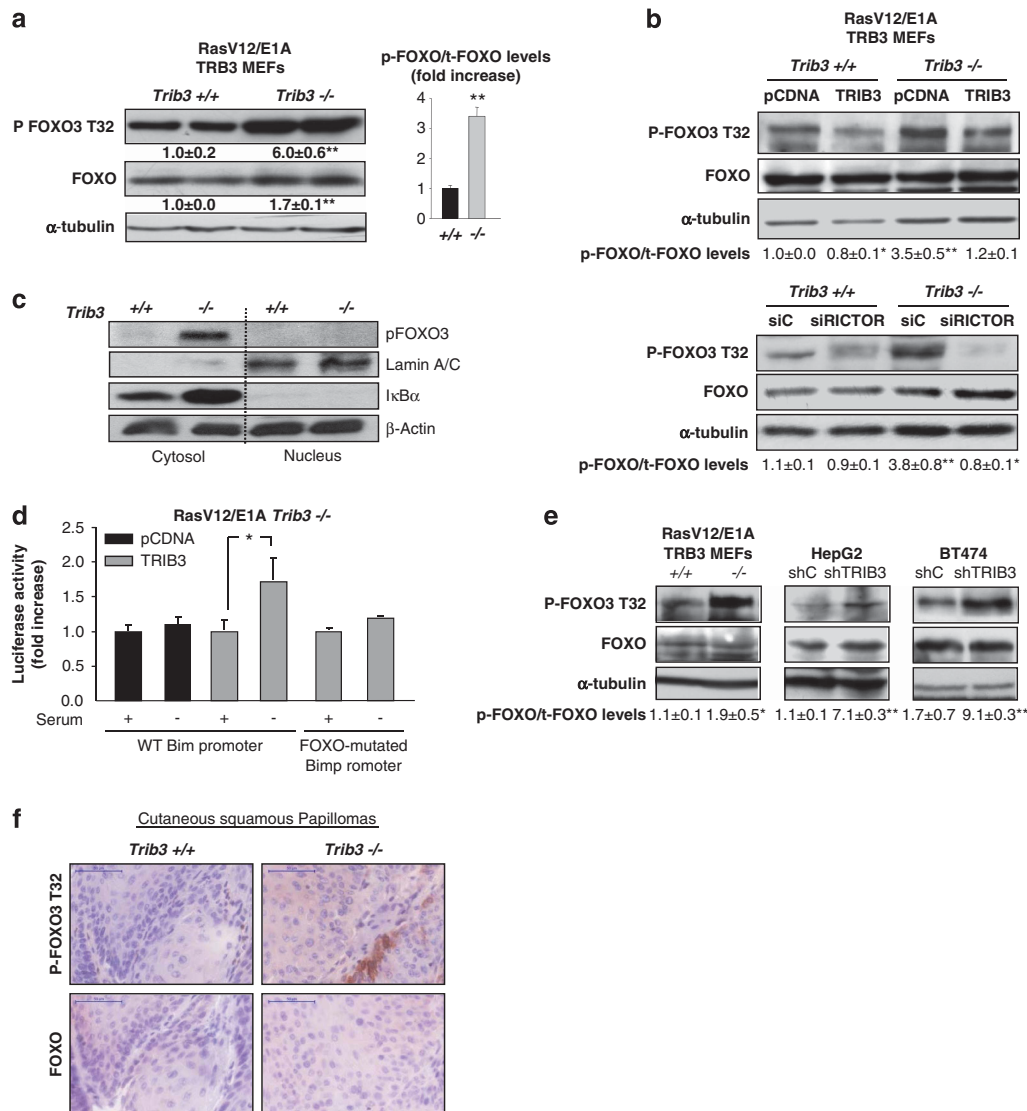 a
RasV12/E1A
TRB3 MEFs
Trib3 +/+ Trib3 -/-
P FOXO3 T32
1.0±0.2 6.0±0.6**
FOXO
1.0±0.0 1.7±0.1**
α-tubulin
p-FOXO/t-FOXO levels
(fold increase)
4
3
2
1
0
**
+/+ -/-
b
RasV12/E1A
TRB3 MEFs
Trib3 +/+ Trib3 -/-
pCDNA TRIB3 pCDNA TRIB3
P-FOXO3 T32
FOXO
α-tubulin
p-FOXO/t-FOXO levels 1.0±0.0 0.8±0.1* 3.5±0.5** 1.2±0.1
Trib3 +/+ Trib3 -/-
siC siRICTOR siC siRICTOR
P-FOXO3 T32
FOXO
α-tubulin
p-FOXO/t-FOXO levels 1.1±0.1 0.9±0.1 3.8±0.8** 0.8±0.1*
c
Trib3 +/+ -/- +/+ -/-
pFOXO3
Lamin A/C
IκBα
β-Actin
Cytosol Nucleus
d
RasV12/E1A Trib3 -/-
Luciferase activity
(fold increase)
2.5
2.0
1.5
1.0
0.5
0.0
pCDNA
TRIB3
*
Serum + - + - + -
WT Bim promoter FOXO-mutated
Bimp romoter
e
RasV12/E1A
TRB3 MEFs HepG2 BT474
+/+ -/- shC shTRIB3 shC shTRIB3
P-FOXO3 T32
FOXO
α-tubulin
p-FOXO/t-FOXO levels 1.1±0.1 1.9±0.5* 1.1±0.1 7.1±0.3** 1.7±0.7 9.1±0.3**
f
Cutaneous squamous Papillomas
Trib3 +/+ Trib3 -/-
P-FOXO3 T32
FOXO